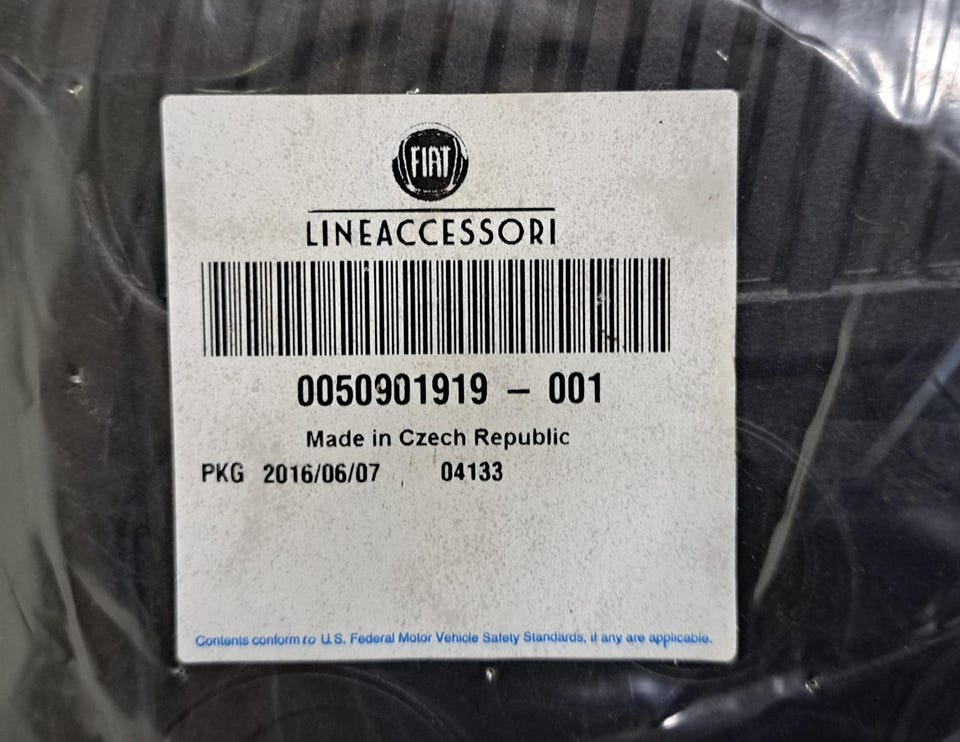 FIAT
LINEACCESSORI
0050901919 – 001
Made in Czech Republic
PKG 2016/06/07 04133
Contents conform to U.S. Federal Motor Vehicle Safety Standards, if any are applicable.